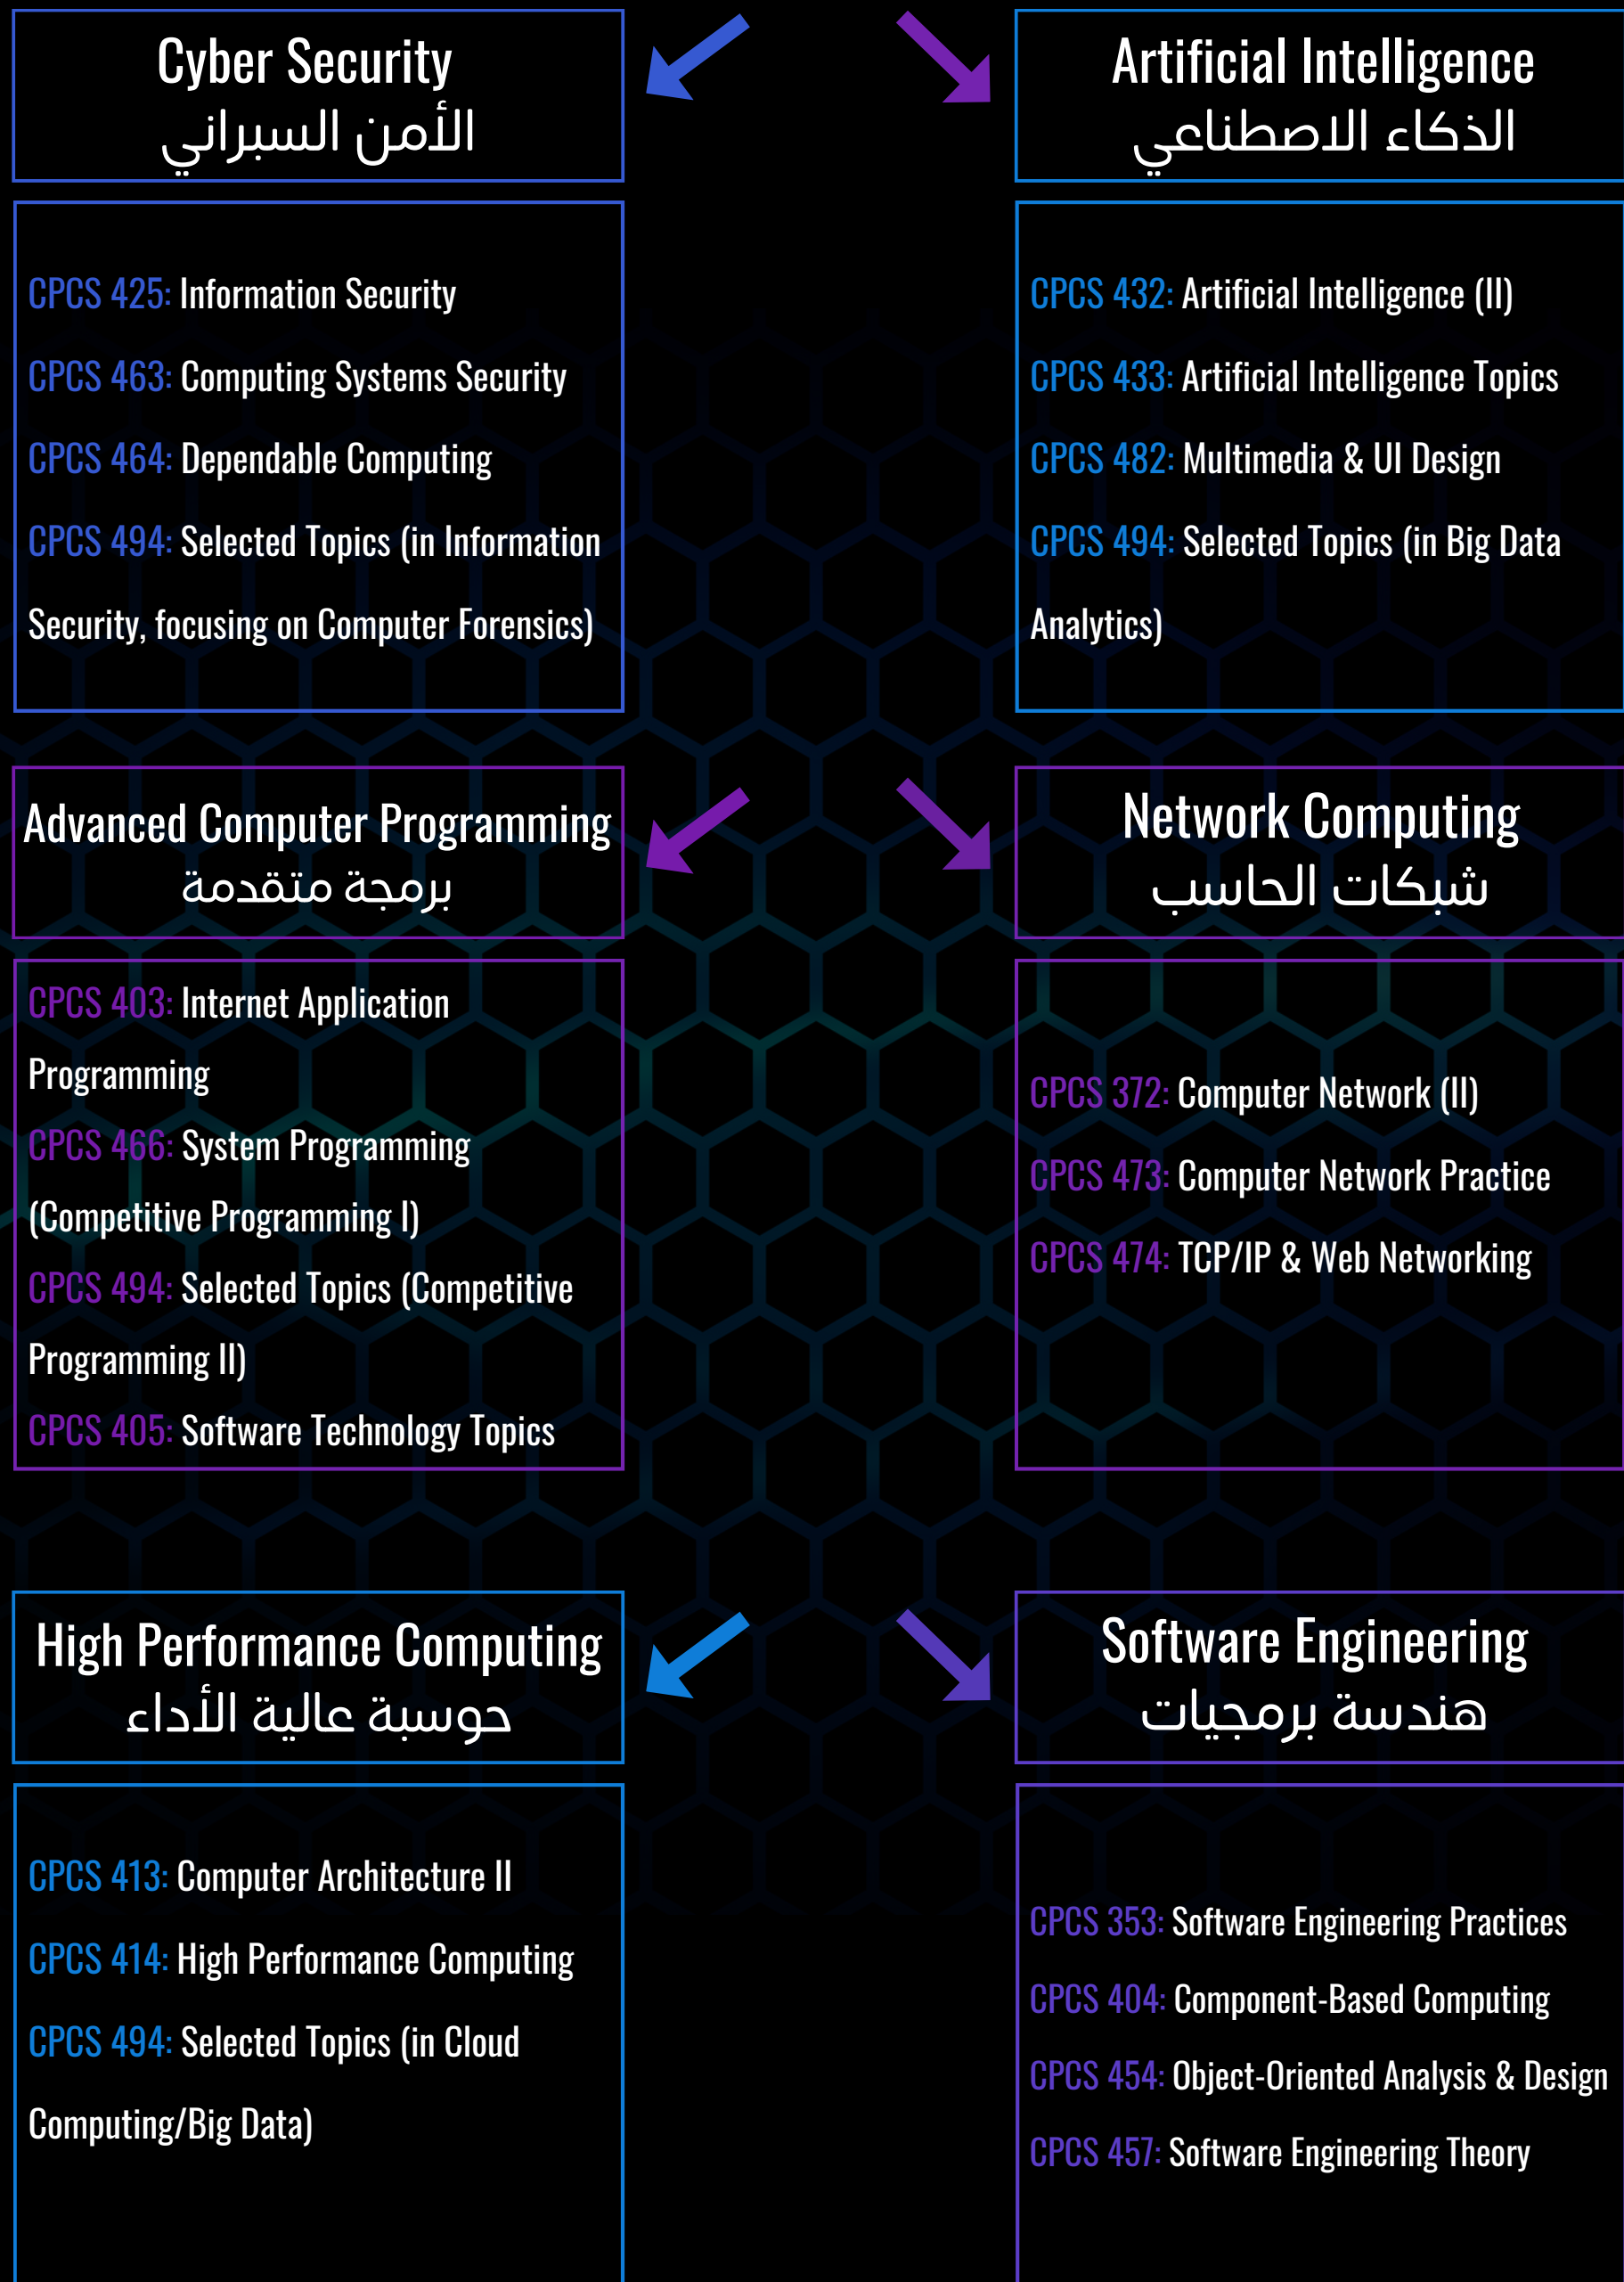 Cyber Security
الأمن السبراني
CPCS 425: Information Security
CPCS 463: Computing Systems Security
CPCS 464: Dependable Computing
CPCS 494: Selected Topics (in Information
Security, focusing on Computer Forensics)
Artificial Intelligence
الذكاء الاصطناعي
CPCS 432: Artificial Intelligence (II)
CPCS 433: Artificial Intelligence Topics
CPCS 482: Multimedia & UI Design
CPCS 494: Selected Topics (in Big Data
Analytics)
Advanced Computer Programming
برمجة متقدمة
CPCS 403: Internet Application
Programming
CPCS 466: System Programming
(Competitive Programming I)
CPCS 494: Selected Topics (Competitive
Programming II)
CPCS 405: Software Technology Topics
Network Computing
شبكات الحاسب
CPCS 372: Computer Network (II)
CPCS 473: Computer Network Practice
CPCS 474: TCP/IP & Web Networking
High Performance Computing
حوسبة عالية الأداء
CPCS 413: Computer Architecture II
CPCS 414: High Performance Computing
CPCS 494: Selected Topics (in Cloud
Computing/Big Data)
Software Engineering
هندسة برمجيات
CPCS 353: Software Engineering Practices
CPCS 404: Component-Based Computing
CPCS 454: Object-Oriented Analysis & Design
CPCS 457: Software Engineering Theory